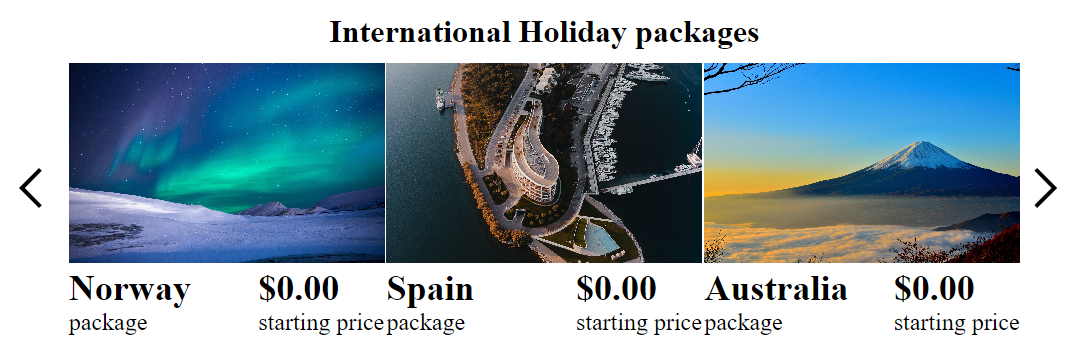 International Holiday packages
Norway $0.00 Spain $0.00 Australia $0.00
package starting price package starting price package starting price